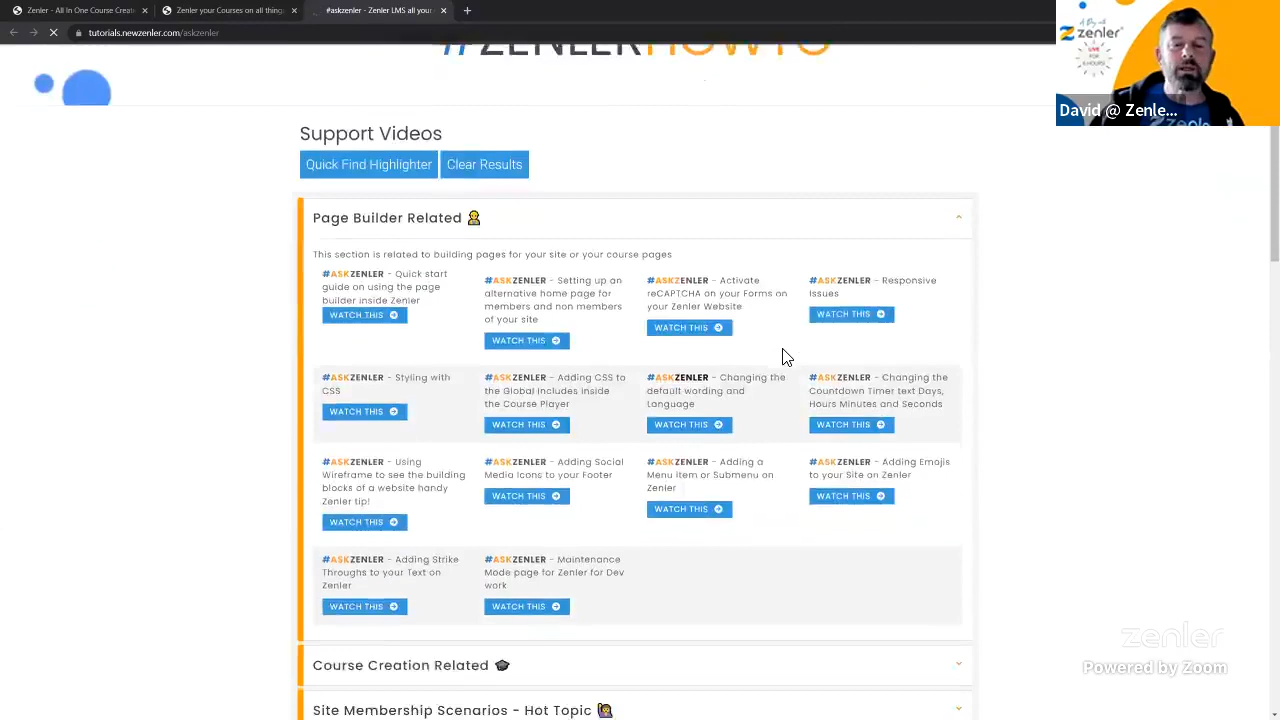 Zenler - All In One Course Creat
Zenler your Courses on all thing
#askzenler - Zenler LMS all your
tutorials.newzenler.com/askzenler
#ZENLERHOWTO
Support Videos
Quick Find Highlighter
Clear Results
Page Builder Related
This section is related to building pages for your site or your course pages
#ASKZENLER - Quick start
guide on using the page
builder inside Zenler
WATCH THIS
#ASKZENLER - Setting up an
alternative home page for
members and non members
of your site
WATCH THIS
#ASKZENLER - Activate
reCAPTCHA on your Forms on
your Zenler Website
WATCH THIS
#ASKZENLER - Responsive
Issues
WATCH THIS
#ASKZENLER - Styling with
CSS
WATCH THIS
#ASKZENLER - Adding CSS to
the Global Includes inside
the Course Player
WATCH THIS
#ASKZENLER - Changing the
default wording and
Language
WATCH THIS
#ASKZENLER - Changing the
Countdown Timer text Days,
Hours Minutes and Seconds
WATCH THIS
#ASKZENLER - Using
Wireframe to see the building
blocks of a website handy
Zenler tip!
WATCH THIS
#ASKZENLER - Adding Social
Media Icons to your Footer
WATCH THIS
#ASKZENLER - Adding a
Menu item or Submenu on
Zenler
WATCH THIS
#ASKZENLER - Adding Emojis
to your Site on Zenler
WATCH THIS
#ASKZENLER - Adding Strike
Throughs to your Text on
Zenler
WATCH THIS
#ASKZENLER - Maintenance
Mode page for Zenler for Dev
work
WATCH THIS
Course Creation Related
Site Membership Scenarios - Hot Topic
zenler
LIVE
FOR
HOURS!
David @ Zenle...
zenler
zenler
Powered by Zoom